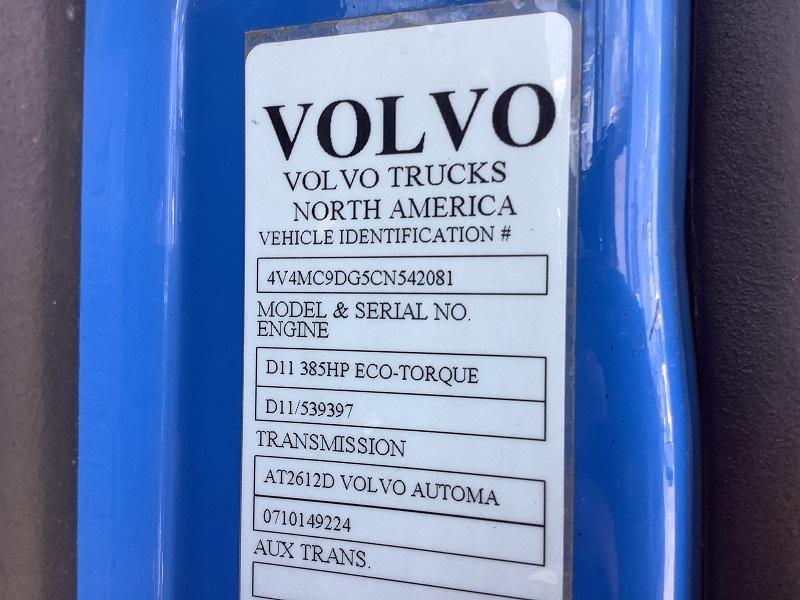 VOLVO
VOLVO TRUCKS
NORTH AMERICA
VEHICLE IDENTIFICATION #
4V4MC9DG5CN542081
MODEL & SERIAL NO.
ENGINE
D11 385HP ECO-TORQUE
D11/539397
TRANSMISSION
AT2612D VOLVO AUTOMA
0710149224
AUX TRANS.